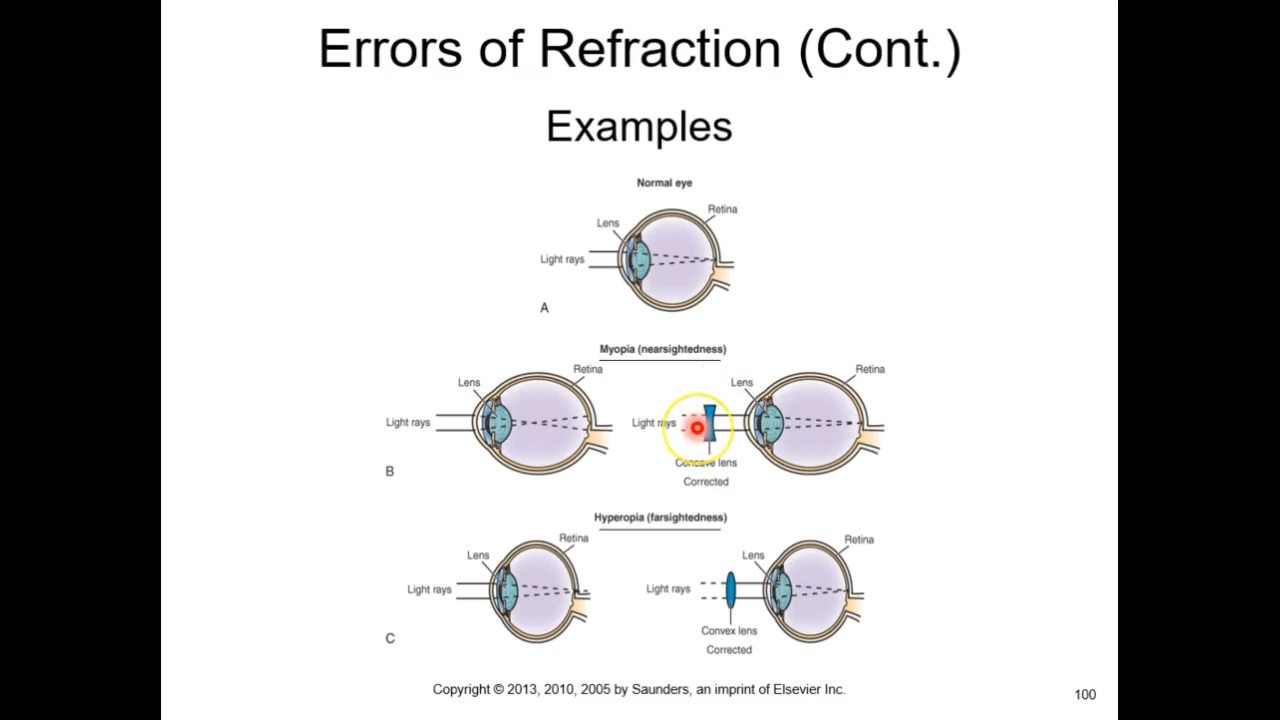 Errors of Refraction (Cont.)
Examples
Normal eye
Retina
Lens
Light rays
A
Myopia (nearsightedness)
Retina
Retina
Lens
Lens
Light rays
Light rays
B
Concave lens
Corrected
Hyperopia (farsightedness)
Retina
Retina
Lens
Lens
Light rays
Light rays
C
Convex lens
Corrected
Copyright © 2013, 2010, 2005 by Saunders, an imprint of Elsevier Inc.
100